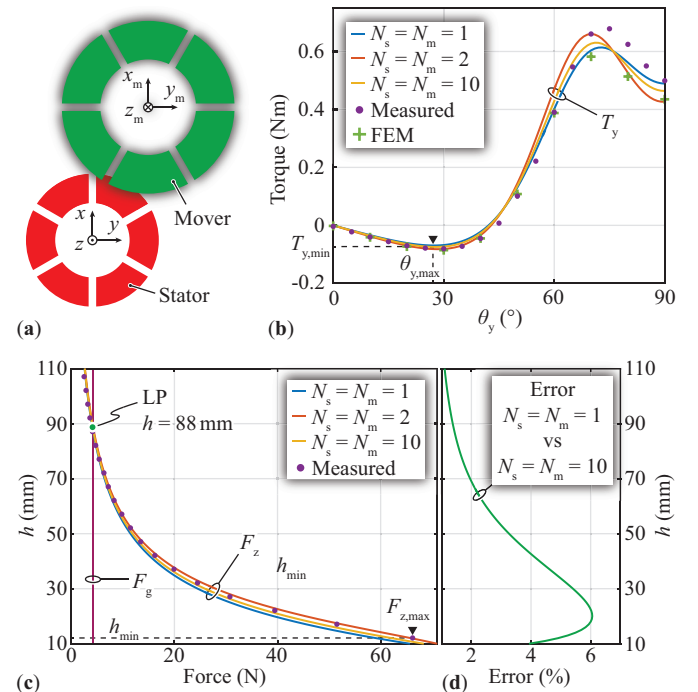 x_m
y_m
z_m
Mover
x
y
z
Stator
(a)
Torque (Nm)
0.6
0.4
0.2
0
T_y,min
-0.2
N_s = N_m = 1
N_s = N_m = 2
N_s = N_m = 10
Measured
FEM
T_y
θ_y,max
0 30 60 90
θ_y (°)
(b)
h (mm)
110
90
70
50
30
10
LP
h = 88 mm
N_s = N_m = 1
N_s = N_m = 2
N_s = N_m = 10
Measured
F_z
h_min
F_g
h_min
F_z,max
0 20 40 60
Force (N)
(c)
Error
N_s = N_m = 1
vs
N_s = N_m = 10
110
90
70
50
30
10
h (mm)
2 4 6
Error (%)
(d)